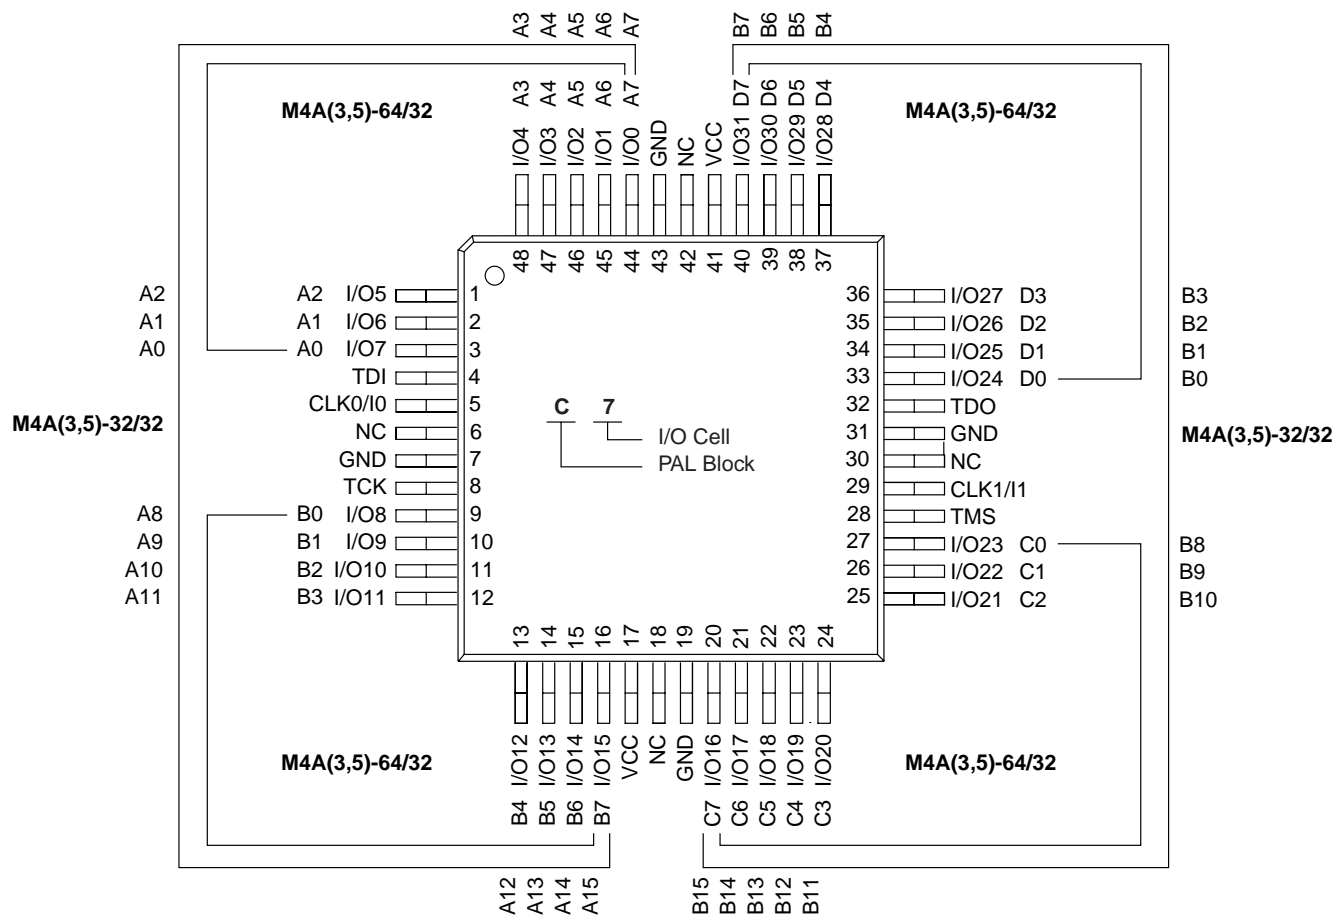 A3 A4 A5 A6 A7 B7 B6 B5 B4
A3 A4 A5 A6 A7 D7 D6 D5 D4
M4A(3,5)-64/32 M4A(3,5)-64/32
I/O4 I/O3 I/O2 I/O1 I/O0 GND NC VCC I/O31 I/O30 I/O29 I/O28
48 47 46 45 44 43 42 41 40 39 38 37
A2 A2 I/O5 1 36 I/O27 D3 B3
A1 A1 I/O6 2 35 I/O26 D2 B2
A0 A0 I/O7 3 34 I/O25 D1 B1
TDI 4 33 I/O24 D0 B0
CLK0/I0 5 C 7 32 TDO
M4A(3,5)-32/32 M4A(3,5)-32/32
NC 6 I/O Cell 31 GND
GND 7 PAL Block 30 NC
TCK 8 29 CLK1/I1
A8 B0 I/O8 9 28 TMS
A9 B1 I/O9 10 27 I/O23 C0 B8
A10 B2 I/O10 11 26 I/O22 C1 B9
A11 B3 I/O11 12 25 I/O21 C2 B10
13 14 15 16 17 18 19 20 21 22 23 24
I/O12 I/O13 I/O14 I/O15 VCC NC GND I/O16 I/O17 I/O18 I/O19 I/O20
M4A(3,5)-64/32 M4A(3,5)-64/32
B4 B5 B6 B7 C7 C6 C5 C4 C3
A12 A13 A14 A15 B15 B14 B13 B12 B11